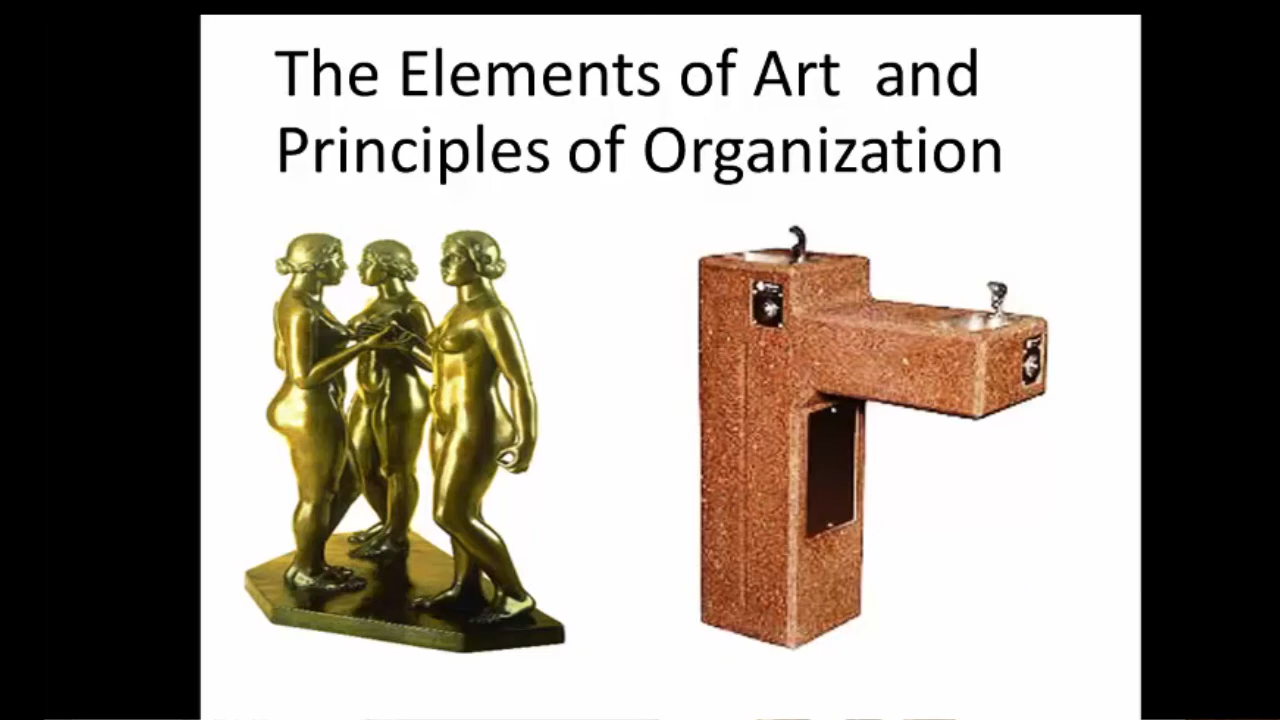 The Elements of Art and
Principles of Organization